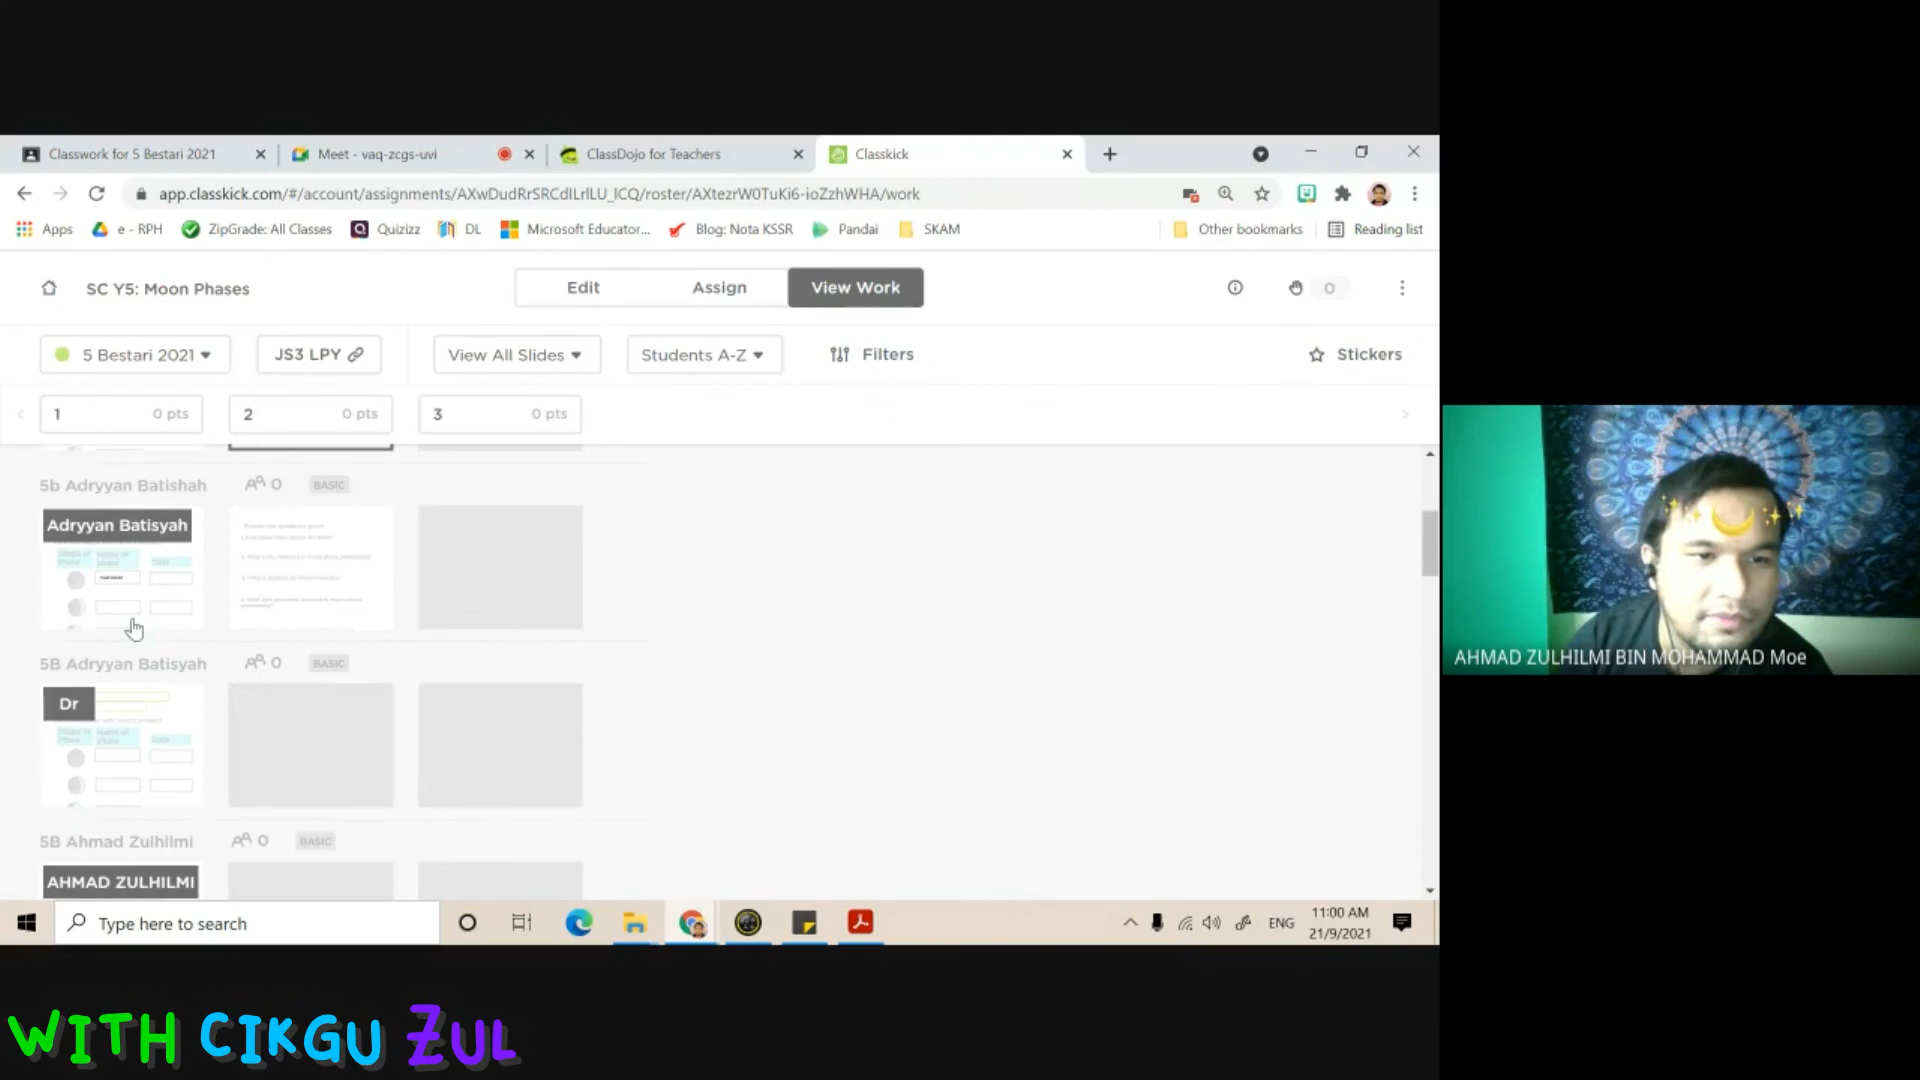 Classwork for 5 Bestari 2021
Meet - vaq-zcgs-uvi
ClassDojo for Teachers
Classkick
app.classkick.com/#/account/assignments/AXwDudRrSRCdlLrlLU_lCQ/roster/AXtezrW0TuKi6-ioZzhWHA/work
Apps
e - RPH
ZipGrade: All Classes
Quizizz
DL
Microsoft Educator...
Blog: Nota KSSR
Pandai
SKAM
Other bookmarks
Reading list
SC Y5: Moon Phases
Edit
Assign
View Work
0
5 Bestari 2021
JS3 LPY
View All Slides
Students A-Z
Filters
Stickers
1 0 pts
2 0 pts
3 0 pts
5b Adryyan Batishah
0
BASIC
Adryyan Batisyah
Date
5B Adryyan Batisyah
0
BASIC
Dr
Date
5B Ahmad Zulhilmi
0
BASIC
AHMAD ZULHILMI
AHMAD ZULHILMI BIN MOHAMMAD Moe
Type here to search
ENG
11:00 AM
21/9/2021
WITH CIKGU ZUL